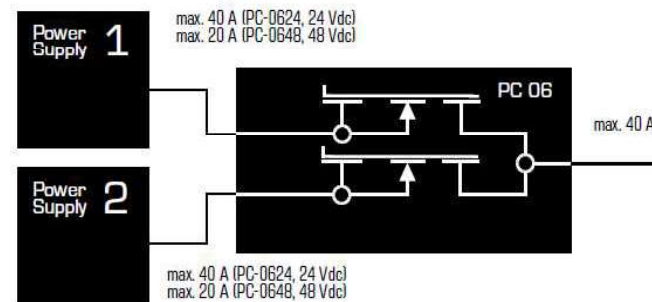 Power Supply 1
max. 40 A (PC-0624, 24 Vdc)
max. 20 A (PC-0648, 48 Vdc)
PC 06
max. 40 A
Power Supply 2
max. 40 A (PC-0624, 24 Vdc)
max. 20 A (PC-0648, 48 Vdc)